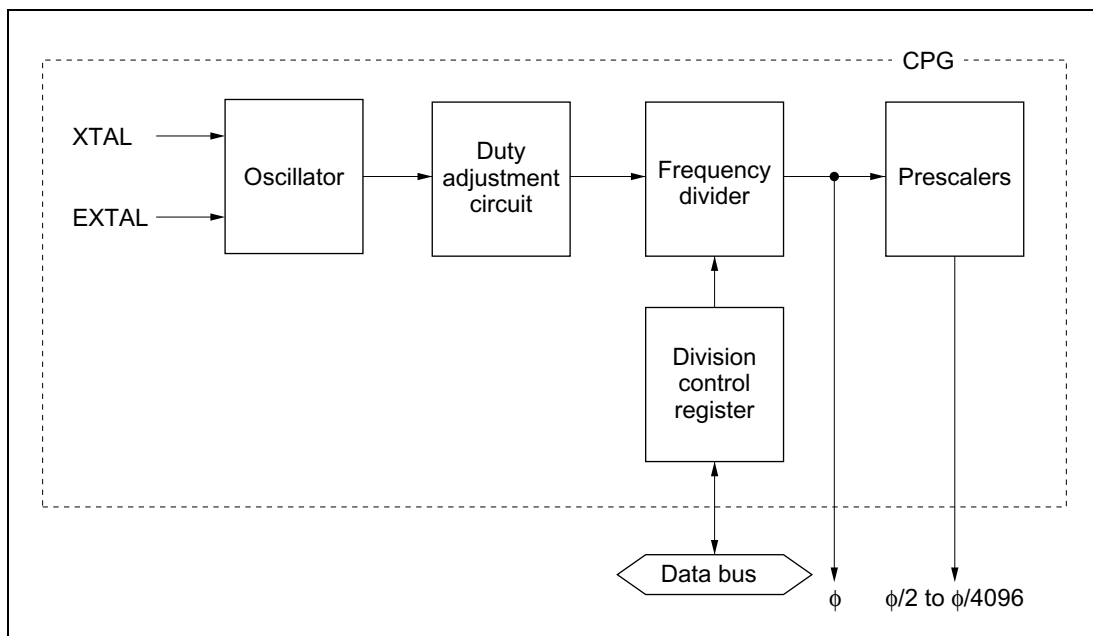 CPG
XTAL
EXTAL
Oscillator
Duty
adjustment
circuit
Frequency
divider
Prescalers
Division
control
register
Data bus
ϕ
ϕ/2 to ϕ/4096